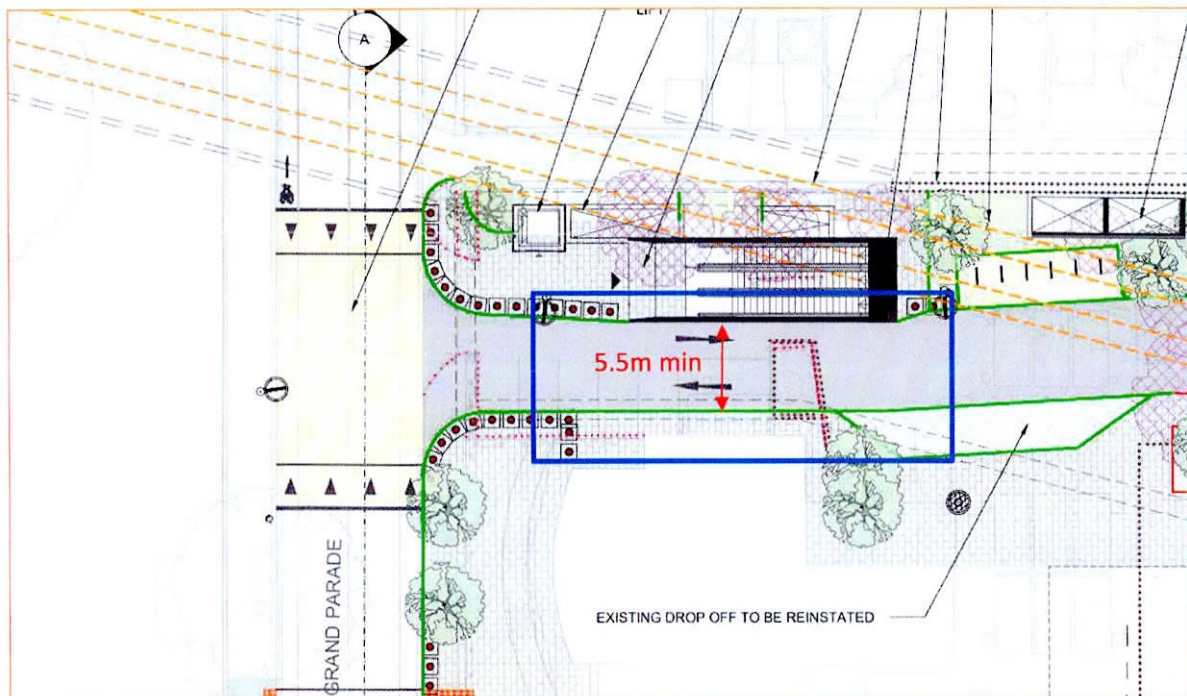 LIFT
A
5.5m min
EXISTING DROP OFF TO BE REINSTATED
GRAND PARADE